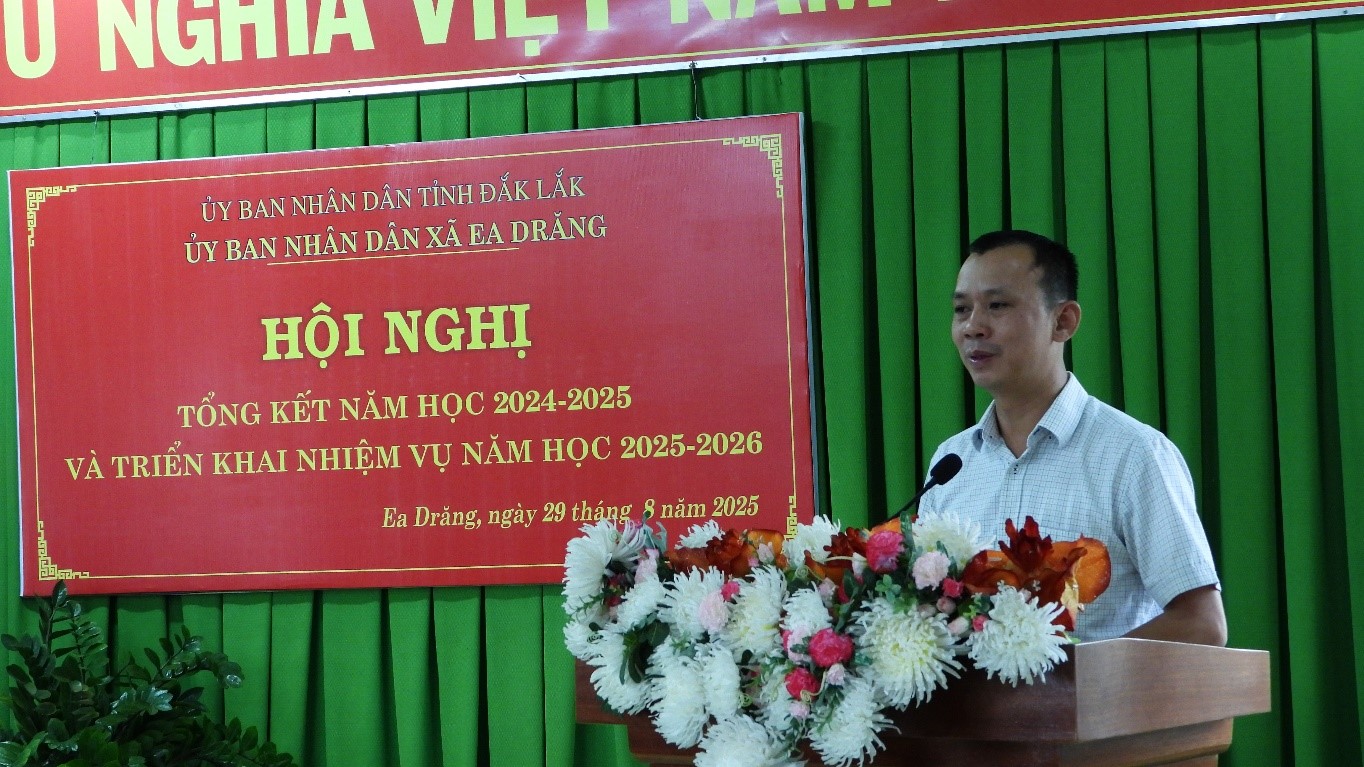 NGHĨA VIỆT NAM
ỦY BAN NHÂN DÂN TỈNH ĐẮK LẮK
ỦY BAN NHÂN DÂN XÃ EA DRĂNG
HỘI NGHỊ
TỔNG KẾT NĂM HỌC 2024-2025
VÀ TRIỂN KHAI NHIỆM VỤ NĂM HỌC 2025-2026
Ea Drăng, ngày 29 tháng 8 năm 2025